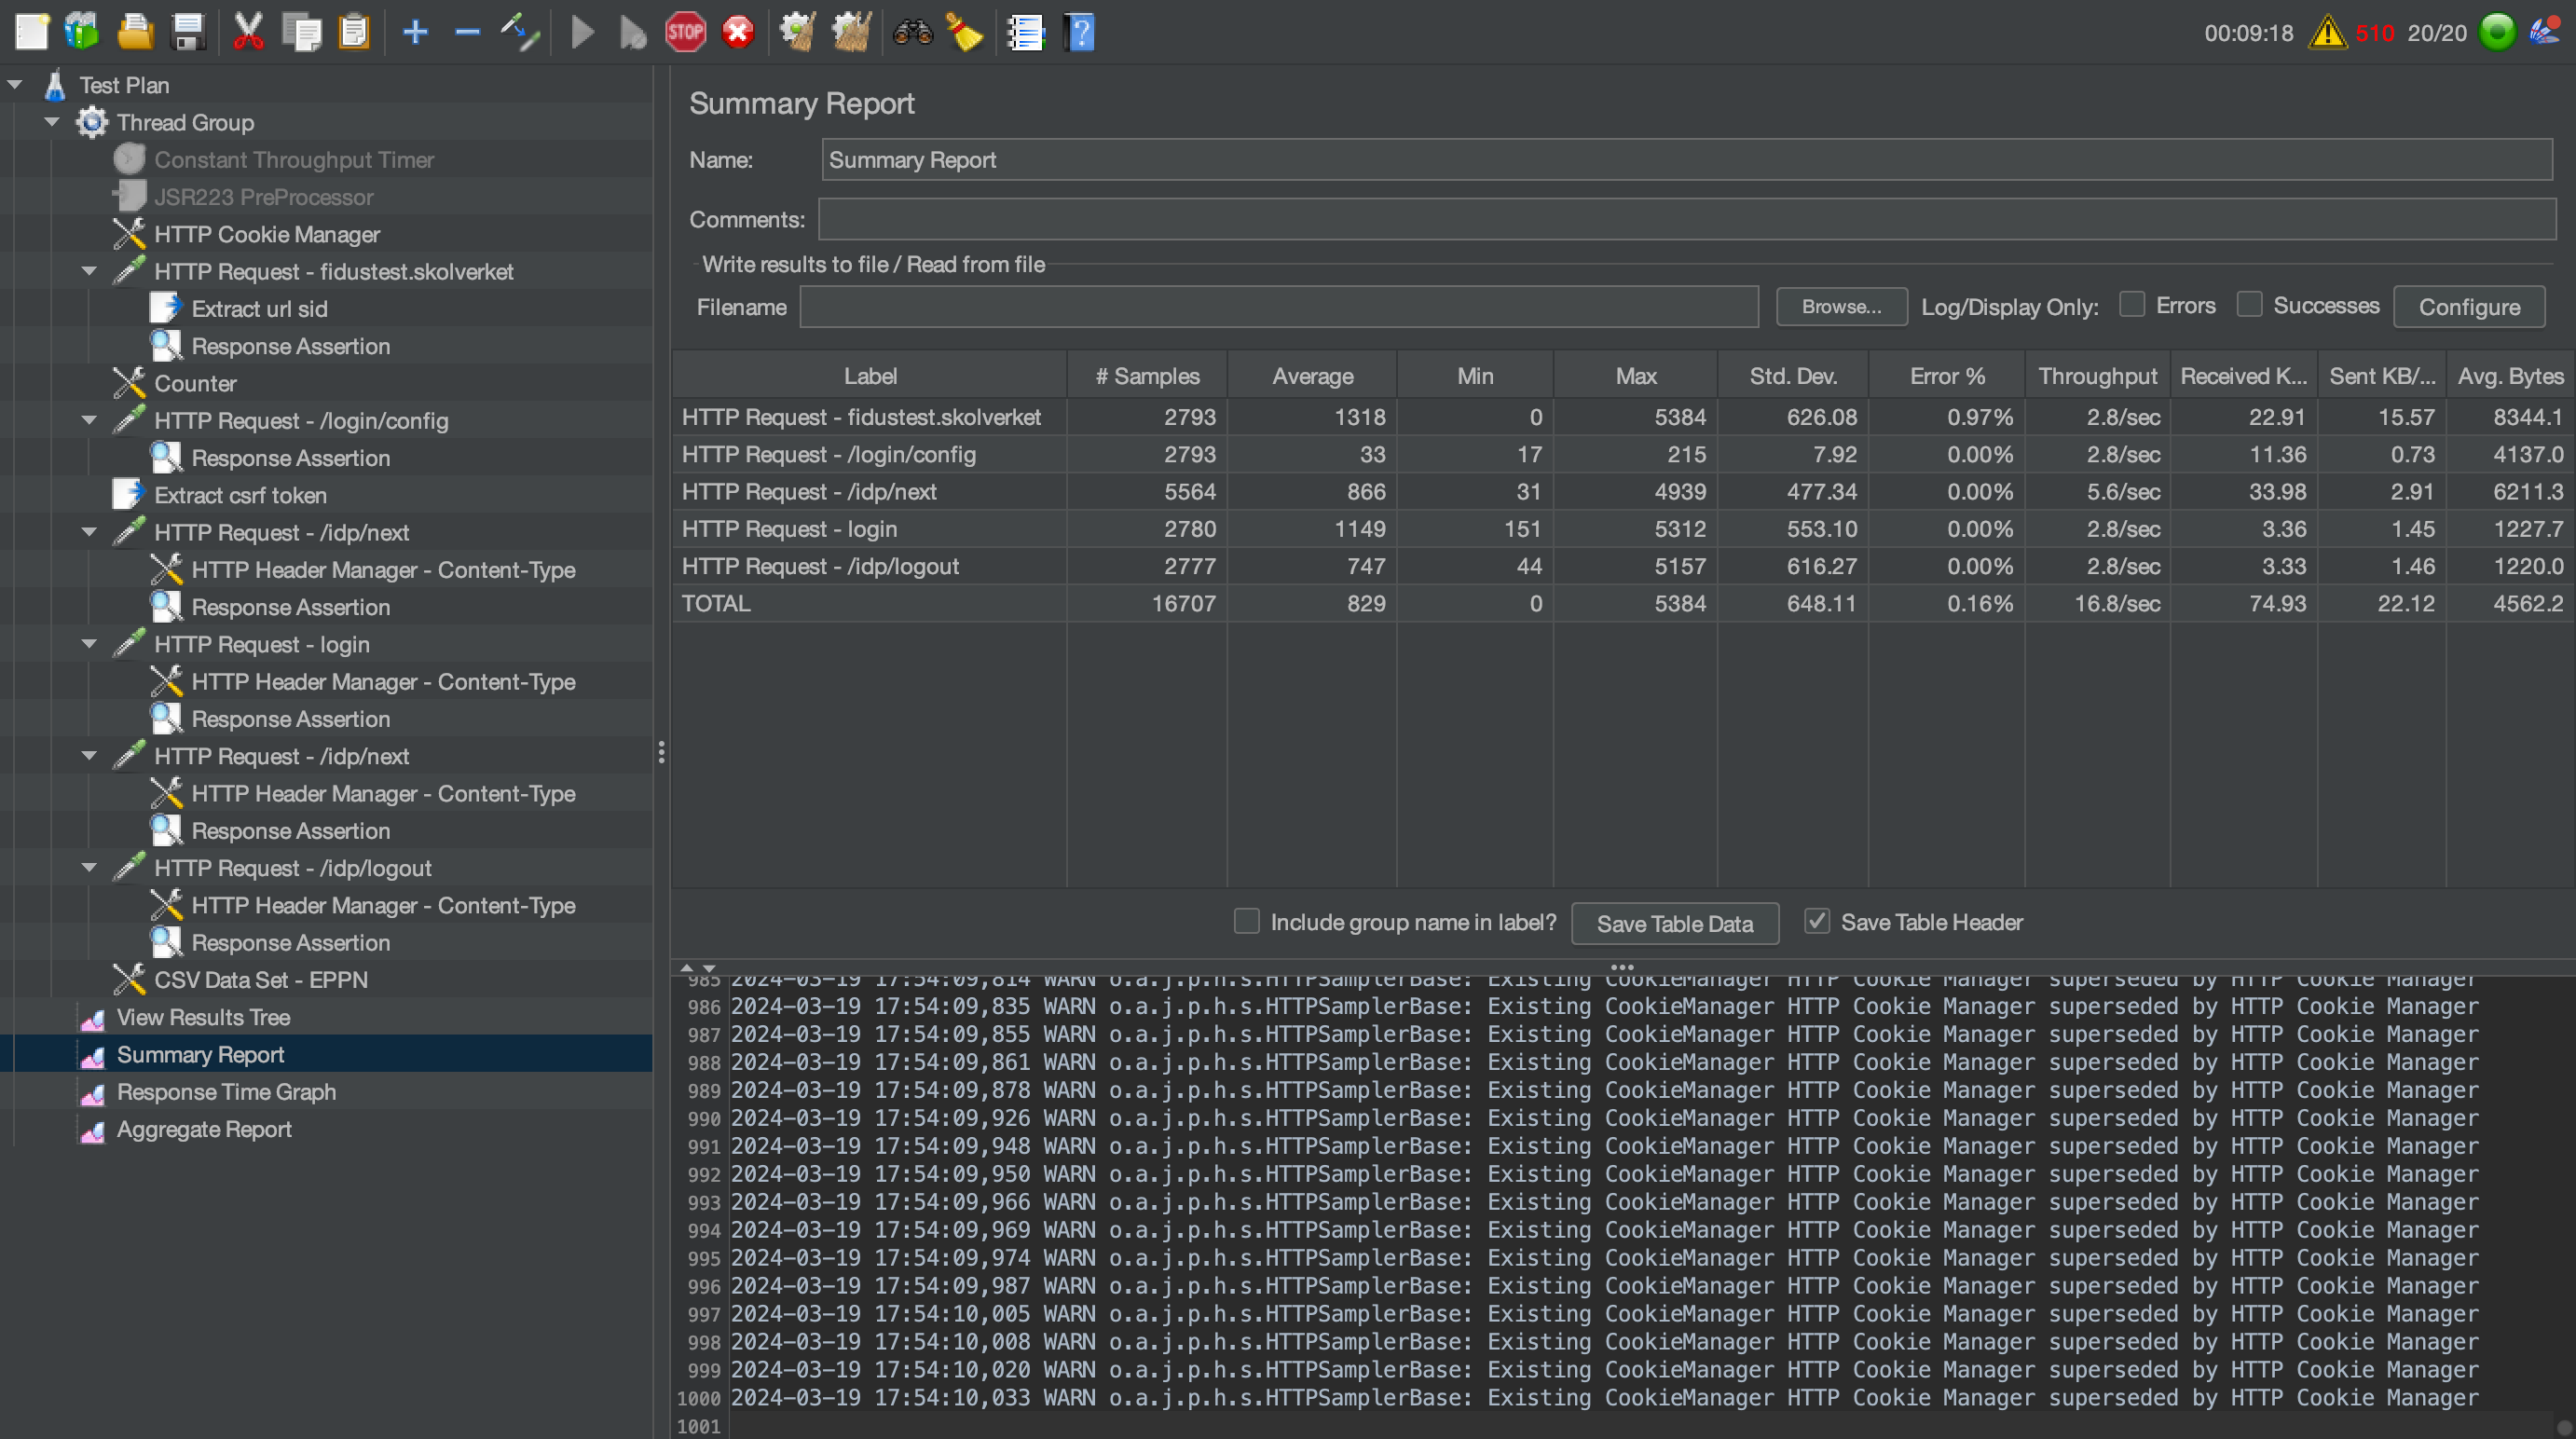 STOP
00:09:18 510 20/20
Test Plan
Thread Group
Constant Throughput Timer
JSR223 PreProcessor
HTTP Cookie Manager
HTTP Request - fidustest.skolverket
Extract url sid
Response Assertion
Counter
HTTP Request - /login/config
Response Assertion
Extract csrf token
HTTP Request - /idp/next
HTTP Header Manager - Content-Type
Response Assertion
HTTP Request - login
HTTP Header Manager - Content-Type
Response Assertion
HTTP Request - /idp/next
HTTP Header Manager - Content-Type
Response Assertion
HTTP Request - /idp/logout
HTTP Header Manager - Content-Type
Response Assertion
CSV Data Set - EPPN
View Results Tree
Summary Report
Response Time Graph
Aggregate Report
Summary Report
Name: Summary Report
Comments:
Write results to file / Read from file
Filename Browse... Log/Display Only: Errors Successes Configure
Label # Samples Average Min Max Std. Dev. Error % Throughput Received K... Sent KB/... Avg. Bytes
HTTP Request - fidustest.skolverket 2793 1318 0 5384 626.08 0.97% 2.8/sec 22.91 15.57 8344.1
HTTP Request - /login/config 2793 33 17 215 7.92 0.00% 2.8/sec 11.36 0.73 4137.0
HTTP Request - /idp/next 5564 866 31 4939 477.34 0.00% 5.6/sec 33.98 2.91 6211.3
HTTP Request - login 2780 1149 151 5312 553.10 0.00% 2.8/sec 3.36 1.45 1227.7
HTTP Request - /idp/logout 2777 747 44 5157 616.27 0.00% 2.8/sec 3.33 1.46 1220.0
TOTAL 16707 829 0 5384 648.11 0.16% 16.8/sec 74.93 22.12 4562.2
Include group name in label? Save Table Data Save Table Header
985 2024-03-19 17:54:09,814 WARN o.a.j.p.h.s.HTTPSamplerBase: Existing CookieManager HTTP Cookie Manager superseded by HTTP Cookie Manager
986 2024-03-19 17:54:09,835 WARN o.a.j.p.h.s.HTTPSamplerBase: Existing CookieManager HTTP Cookie Manager superseded by HTTP Cookie Manager
987 2024-03-19 17:54:09,855 WARN o.a.j.p.h.s.HTTPSamplerBase: Existing CookieManager HTTP Cookie Manager superseded by HTTP Cookie Manager
988 2024-03-19 17:54:09,861 WARN o.a.j.p.h.s.HTTPSamplerBase: Existing CookieManager HTTP Cookie Manager superseded by HTTP Cookie Manager
989 2024-03-19 17:54:09,878 WARN o.a.j.p.h.s.HTTPSamplerBase: Existing CookieManager HTTP Cookie Manager superseded by HTTP Cookie Manager
990 2024-03-19 17:54:09,926 WARN o.a.j.p.h.s.HTTPSamplerBase: Existing CookieManager HTTP Cookie Manager superseded by HTTP Cookie Manager
991 2024-03-19 17:54:09,948 WARN o.a.j.p.h.s.HTTPSamplerBase: Existing CookieManager HTTP Cookie Manager superseded by HTTP Cookie Manager
992 2024-03-19 17:54:09,950 WARN o.a.j.p.h.s.HTTPSamplerBase: Existing CookieManager HTTP Cookie Manager superseded by HTTP Cookie Manager
993 2024-03-19 17:54:09,966 WARN o.a.j.p.h.s.HTTPSamplerBase: Existing CookieManager HTTP Cookie Manager superseded by HTTP Cookie Manager
994 2024-03-19 17:54:09,969 WARN o.a.j.p.h.s.HTTPSamplerBase: Existing CookieManager HTTP Cookie Manager superseded by HTTP Cookie Manager
995 2024-03-19 17:54:09,974 WARN o.a.j.p.h.s.HTTPSamplerBase: Existing CookieManager HTTP Cookie Manager superseded by HTTP Cookie Manager
996 2024-03-19 17:54:09,987 WARN o.a.j.p.h.s.HTTPSamplerBase: Existing CookieManager HTTP Cookie Manager superseded by HTTP Cookie Manager
997 2024-03-19 17:54:10,005 WARN o.a.j.p.h.s.HTTPSamplerBase: Existing CookieManager HTTP Cookie Manager superseded by HTTP Cookie Manager
998 2024-03-19 17:54:10,008 WARN o.a.j.p.h.s.HTTPSamplerBase: Existing CookieManager HTTP Cookie Manager superseded by HTTP Cookie Manager
999 2024-03-19 17:54:10,020 WARN o.a.j.p.h.s.HTTPSamplerBase: Existing CookieManager HTTP Cookie Manager superseded by HTTP Cookie Manager
1000 2024-03-19 17:54:10,033 WARN o.a.j.p.h.s.HTTPSamplerBase: Existing CookieManager HTTP Cookie Manager superseded by HTTP Cookie Manager
1001